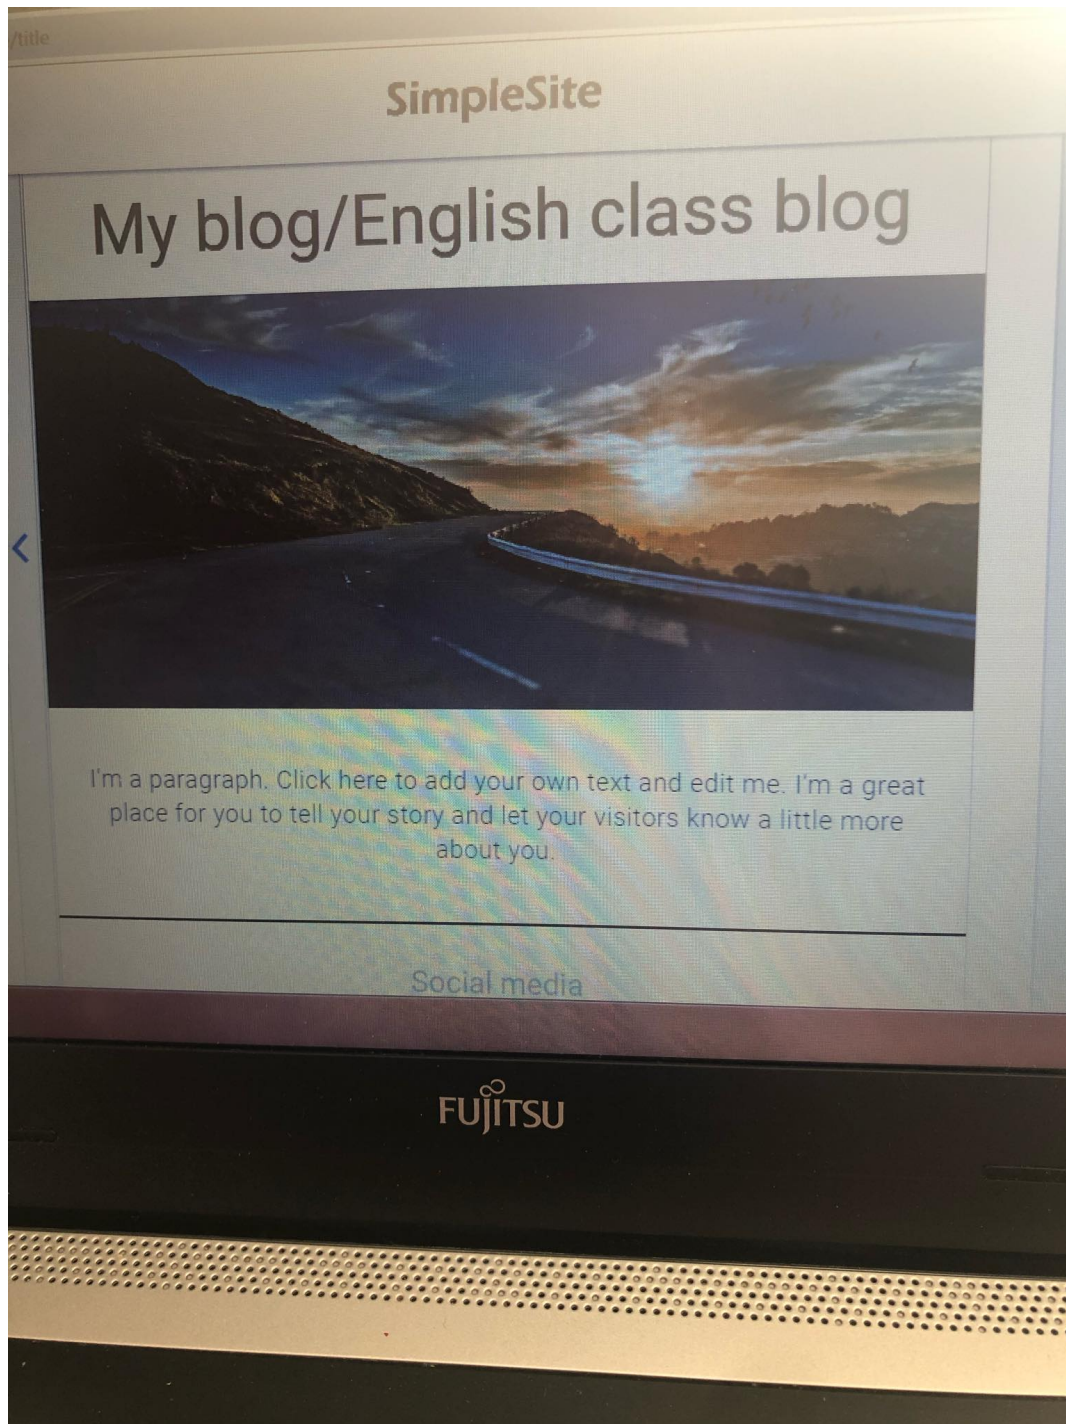 /title
SimpleSite
My blog/English class blog
I'm a paragraph. Click here to add your own text and edit me. I'm a great
place for you to tell your story and let your visitors know a little more
about you.
Social media
FUJITSU